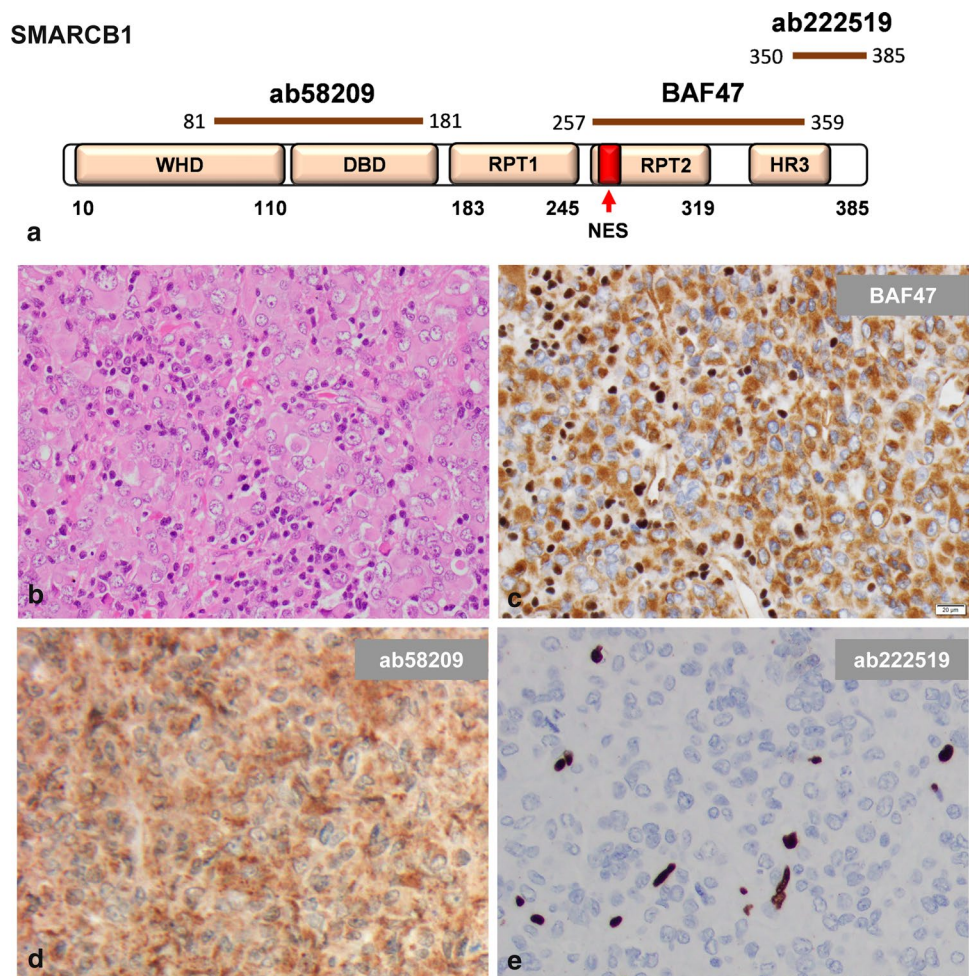 SMARCB1
ab222519
350 385
ab58209 BAF47
81 181 257 359
WHD DBD RPT1 RPT2 HR3
10 110 183 245 319 385
NES
a
BAF47
b
c
20 µm
ab58209
d
ab222519
e